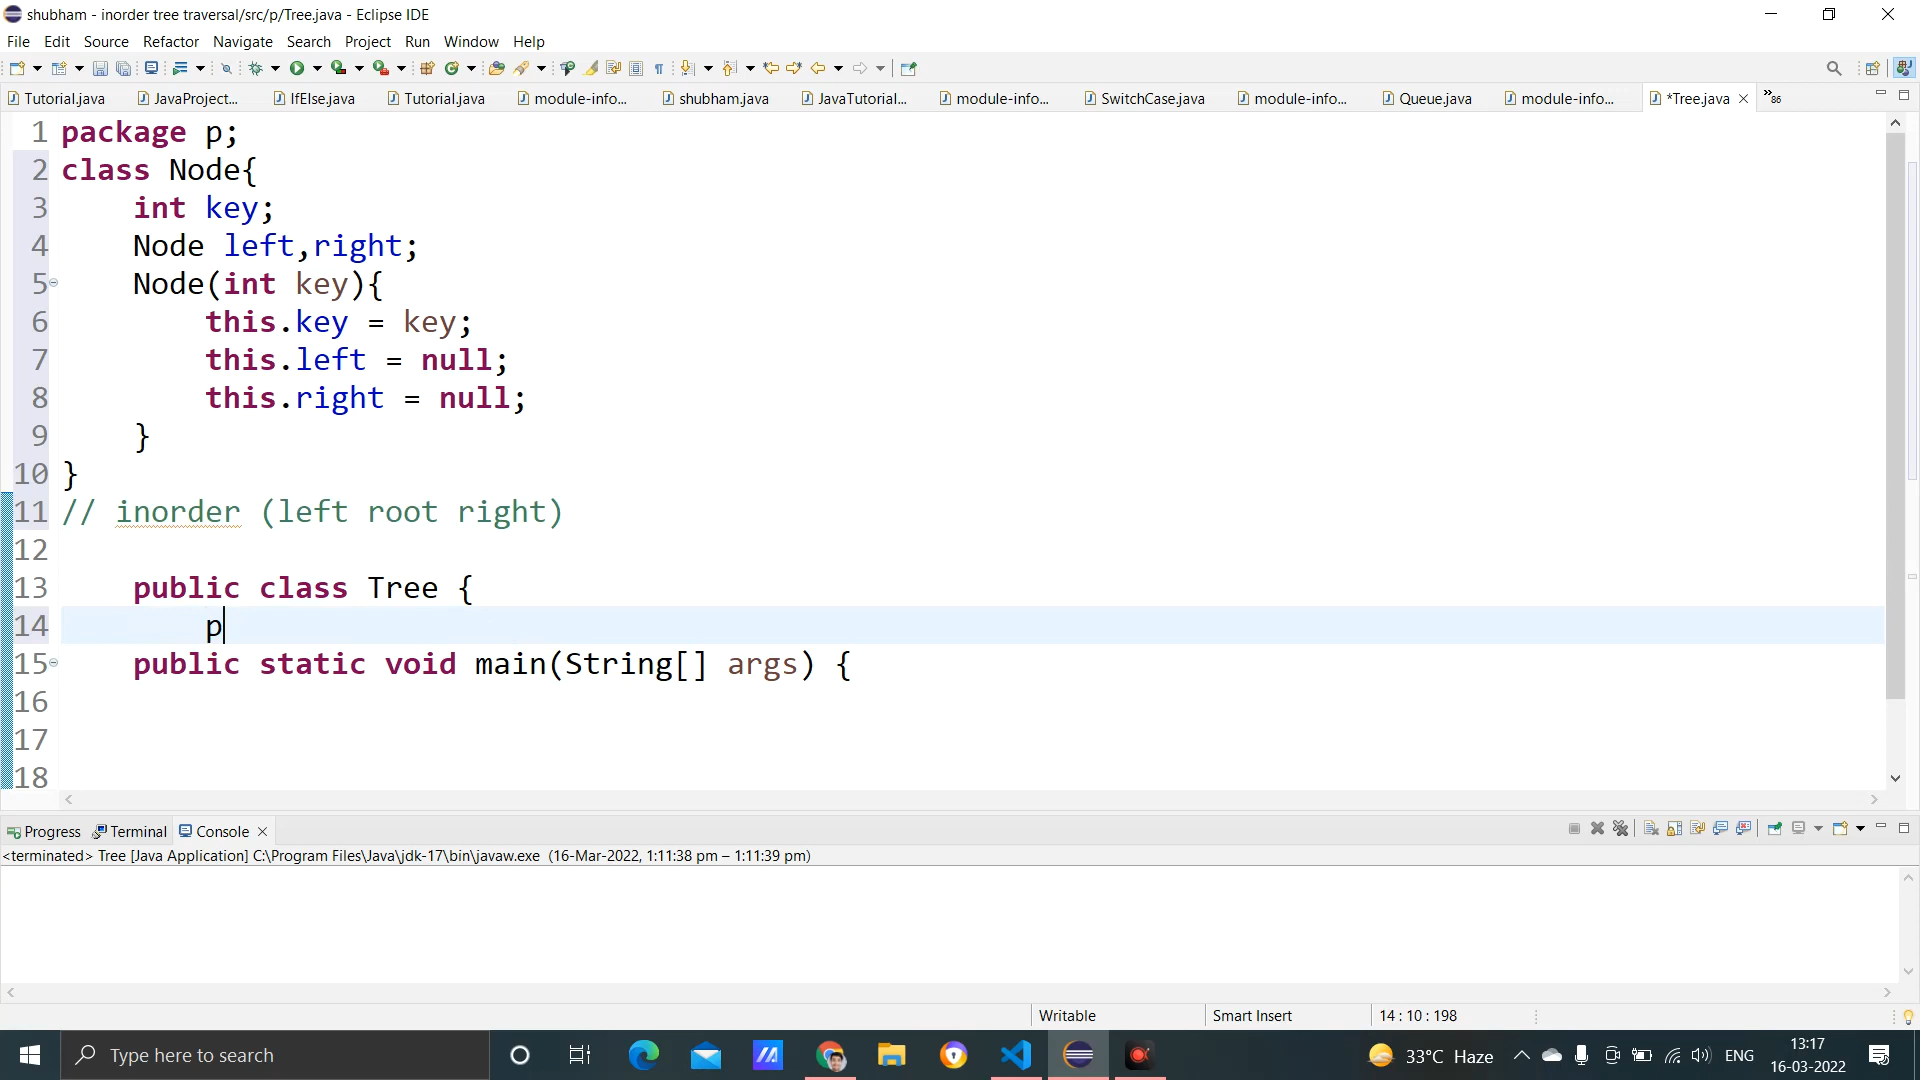 shubham - inorder tree traversal/src/p/Tree.java - Eclipse IDE
File Edit Source Refactor Navigate Search Project Run Window Help
Tutorial.java JavaProject... IfElse.java Tutorial.java module-info... shubham.java JavaTutorial... module-info... SwitchCase.java module-info... Queue.java module-info... *Tree.java »86
1 package p;
2 class Node{
3 int key;
4 Node left,right;
5 Node(int key){
6 this.key = key;
7 this.left = null;
8 this.right = null;
9 }
10 }
11 // inorder (left root right)
12
13 public class Tree {
14 p
15 public static void main(String[] args) {
16
17
18
Progress Terminal Console
<terminated> Tree [Java Application] C:\Program Files\Java\jdk-17\bin\javaw.exe (16-Mar-2022, 1:11:38 pm – 1:11:39 pm)
Writable Smart Insert 14 : 10 : 198
Type here to search 33°C Haze ENG 13:17
16-03-2022